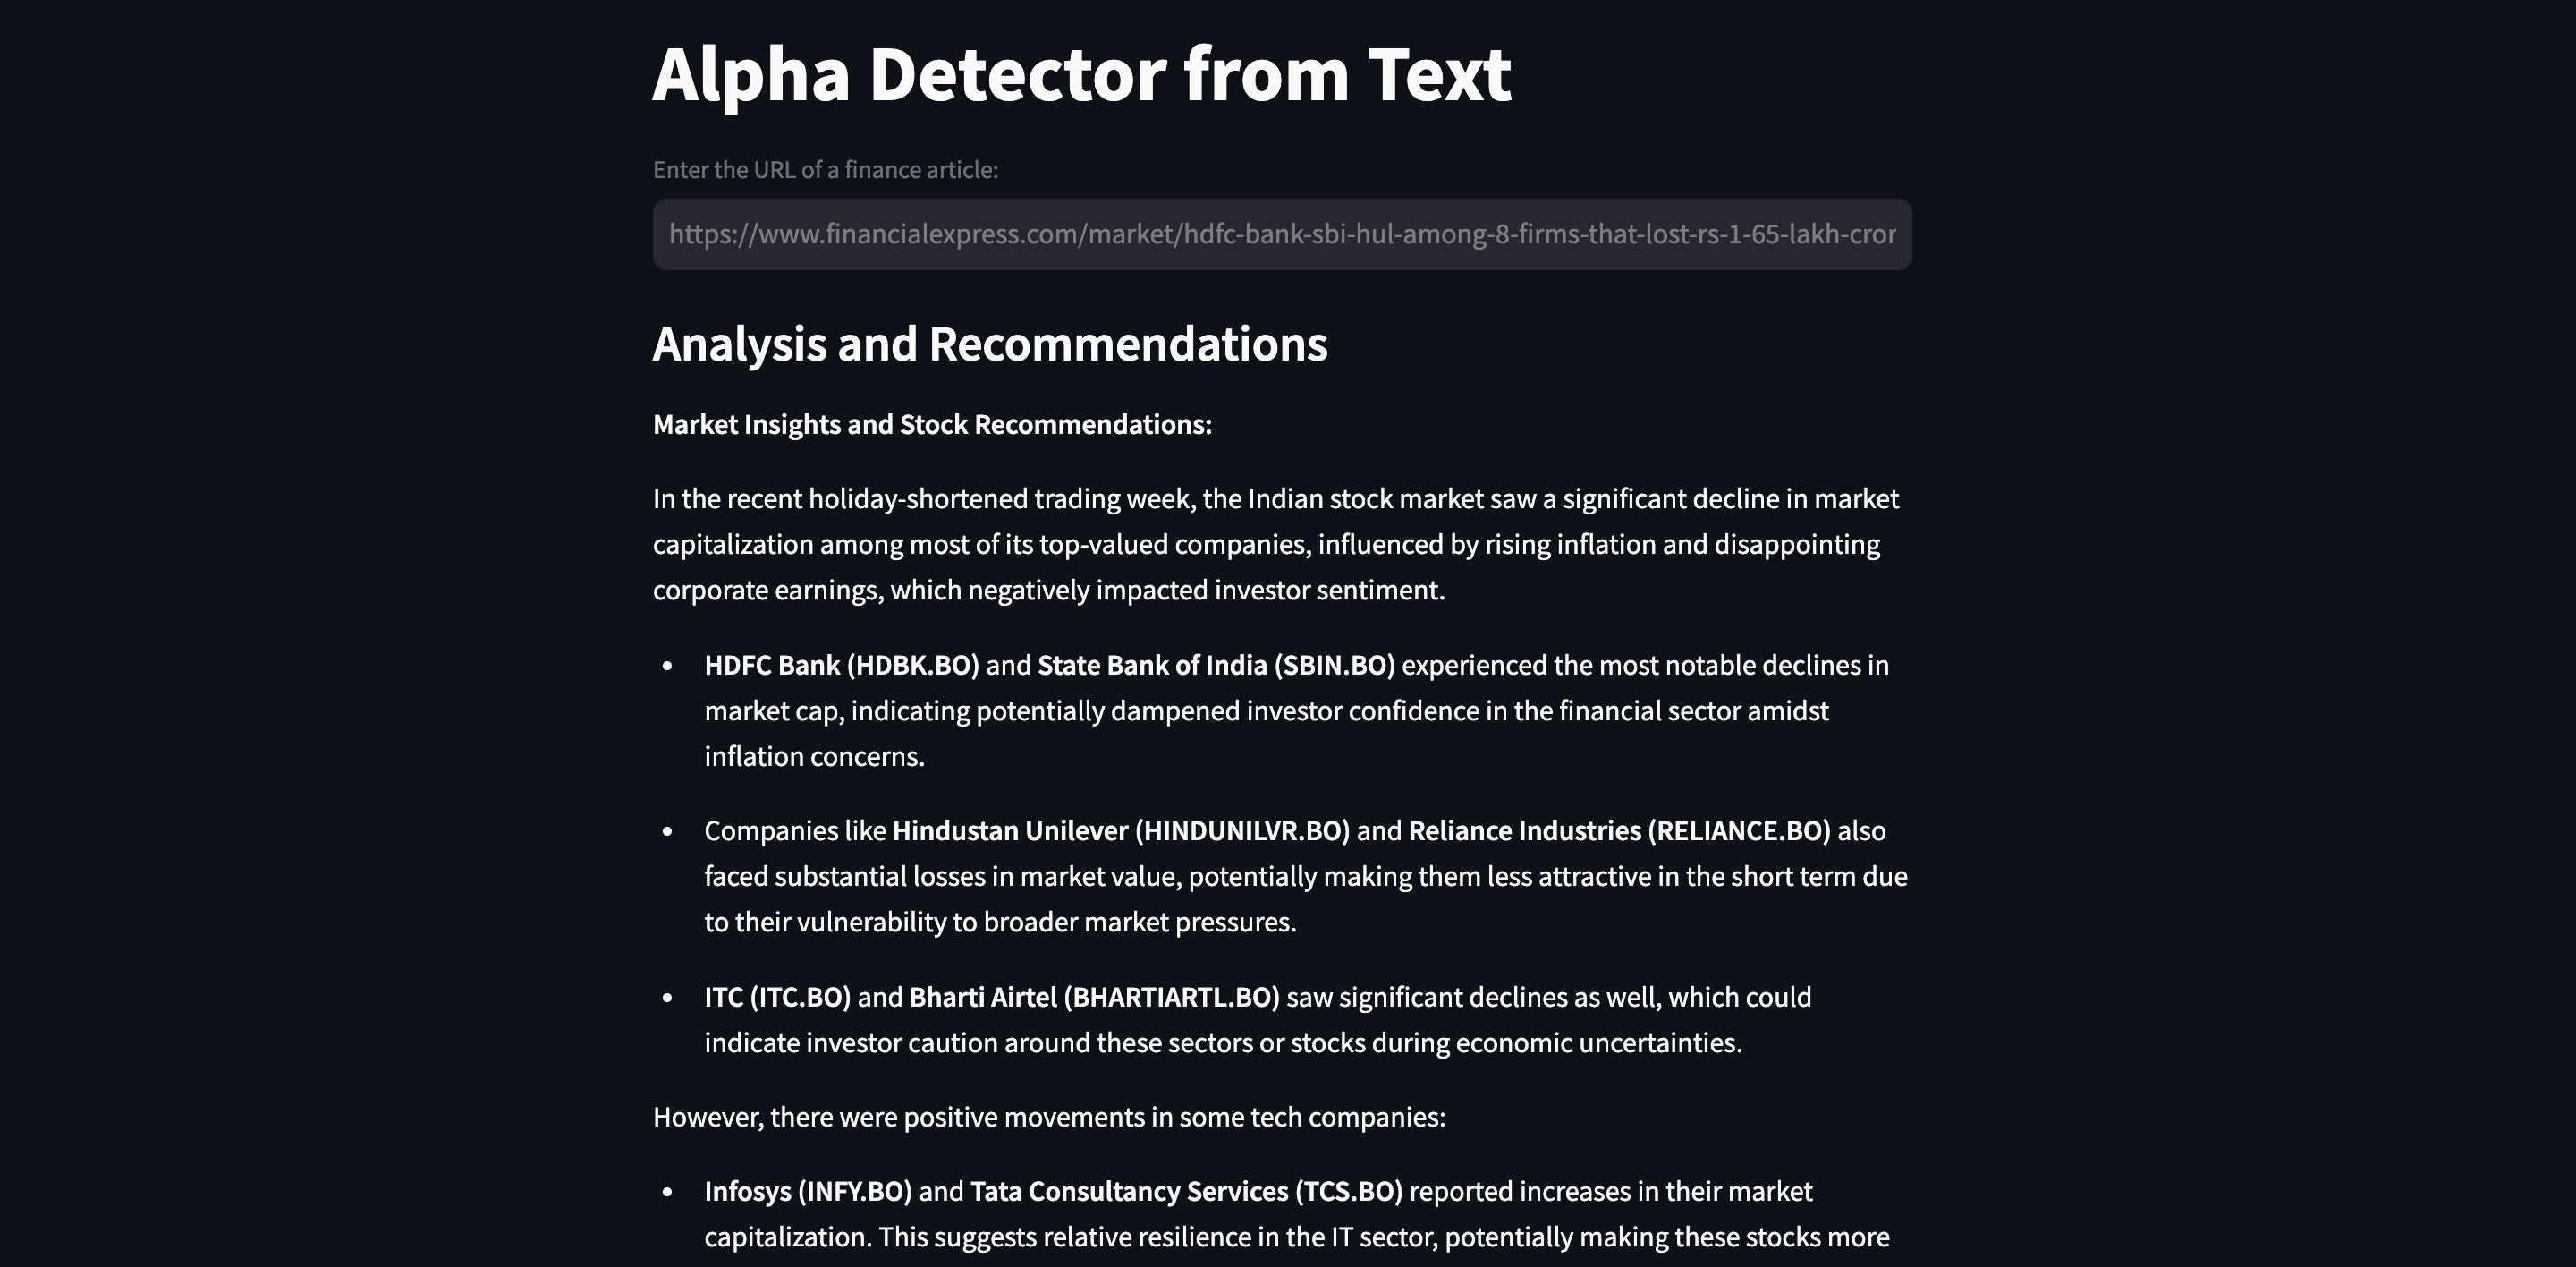 Alpha Detector from Text
Enter the URL of a finance article:
https://www.financialexpress.com/market/hdfc-bank-sbi-hul-among-8-firms-that-lost-rs-1-65-lakh-cror
Analysis and Recommendations
Market Insights and Stock Recommendations:
In the recent holiday-shortened trading week, the Indian stock market saw a significant decline in market
capitalization among most of its top-valued companies, influenced by rising inflation and disappointing
corporate earnings, which negatively impacted investor sentiment.
• HDFC Bank (HDBK.BO) and State Bank of India (SBIN.BO) experienced the most notable declines in
market cap, indicating potentially dampened investor confidence in the financial sector amidst
inflation concerns.
• Companies like Hindustan Unilever (HINDUNILVR.BO) and Reliance Industries (RELIANCE.BO) also
faced substantial losses in market value, potentially making them less attractive in the short term due
to their vulnerability to broader market pressures.
• ITC (ITC.BO) and Bharti Airtel (BHARTIARTL.BO) saw significant declines as well, which could
indicate investor caution around these sectors or stocks during economic uncertainties.
However, there were positive movements in some tech companies:
• Infosys (INFY.BO) and Tata Consultancy Services (TCS.BO) reported increases in their market
capitalization. This suggests relative resilience in the IT sector, potentially making these stocks more